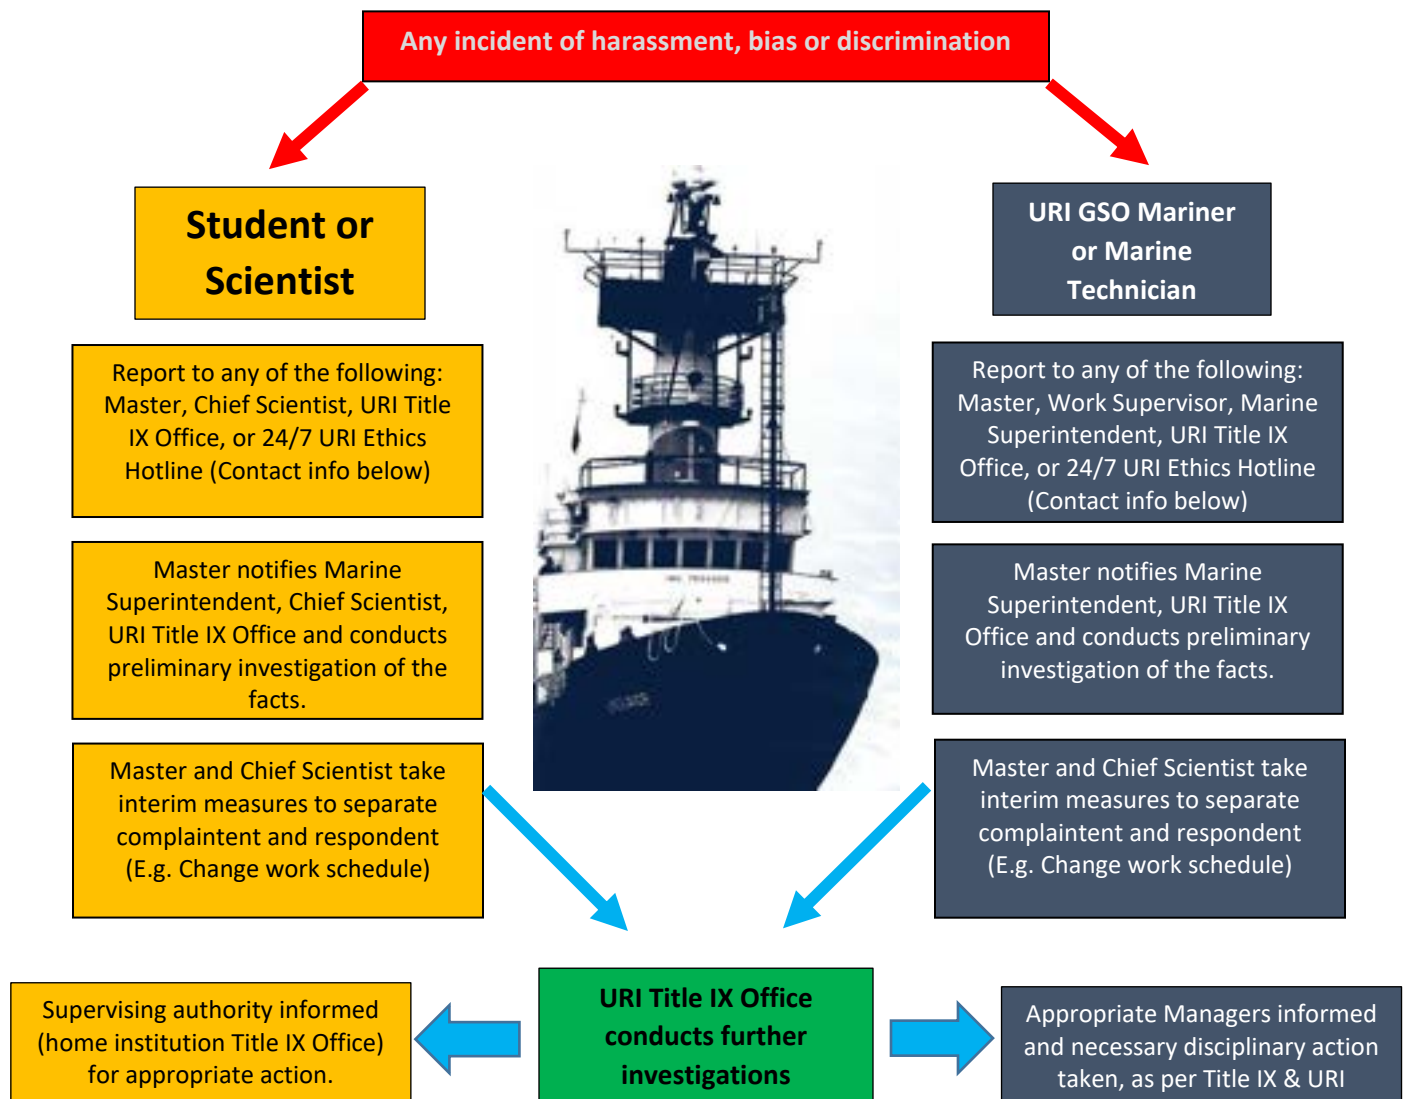 Any incident of harassment, bias or discrimination
Student or
Scientist
URI GSO Mariner
or Marine
Technician
Report to any of the following:
Master, Chief Scientist, URI Title
IX Office, or 24/7 URI Ethics
Hotline (Contact info below)
Report to any of the following:
Master, Work Supervisor, Marine
Superintendent, URI Title IX
Office, or 24/7 URI Ethics Hotline
(Contact info below)
Master notifies Marine
Superintendent, Chief Scientist,
URI Title IX Office and conducts
preliminary investigation of the
facts.
Master notifies Marine
Superintendent, URI Title IX
Office and conducts preliminary
investigation of the facts.
Master and Chief Scientist take
interim measures to separate
complaintent and respondent
(E.g. Change work schedule)
Master and Chief Scientist take
interim measures to separate
complaintent and respondent
(E.g. Change work schedule)
Supervising authority informed
(home institution Title IX Office)
for appropriate action.
URI Title IX Office
conducts further
investigations
Appropriate Managers informed
and necessary disciplinary action
taken, as per Title IX & URI